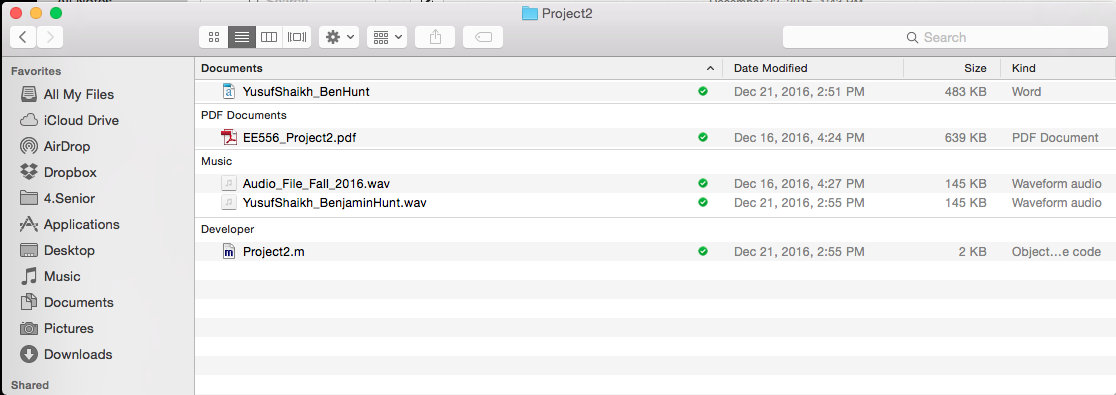 Project2
Search
Favorites
All My Files
iCloud Drive
AirDrop
Dropbox
4.Senior
Applications
Desktop
Music
Documents
Pictures
Downloads
Shared
Documents Date Modified Size Kind
YusufShaikh_BenHunt Dec 21, 2016, 2:51 PM 483 KB Word
PDF Documents
EE556_Project2.pdf Dec 16, 2016, 4:24 PM 639 KB PDF Document
Music
Audio_File_Fall_2016.wav Dec 16, 2016, 4:27 PM 145 KB Waveform audio
YusufShaikh_BenjaminHunt.wav Dec 21, 2016, 2:55 PM 145 KB Waveform audio
Developer
Project2.m Dec 21, 2016, 2:55 PM 2 KB Object...e code